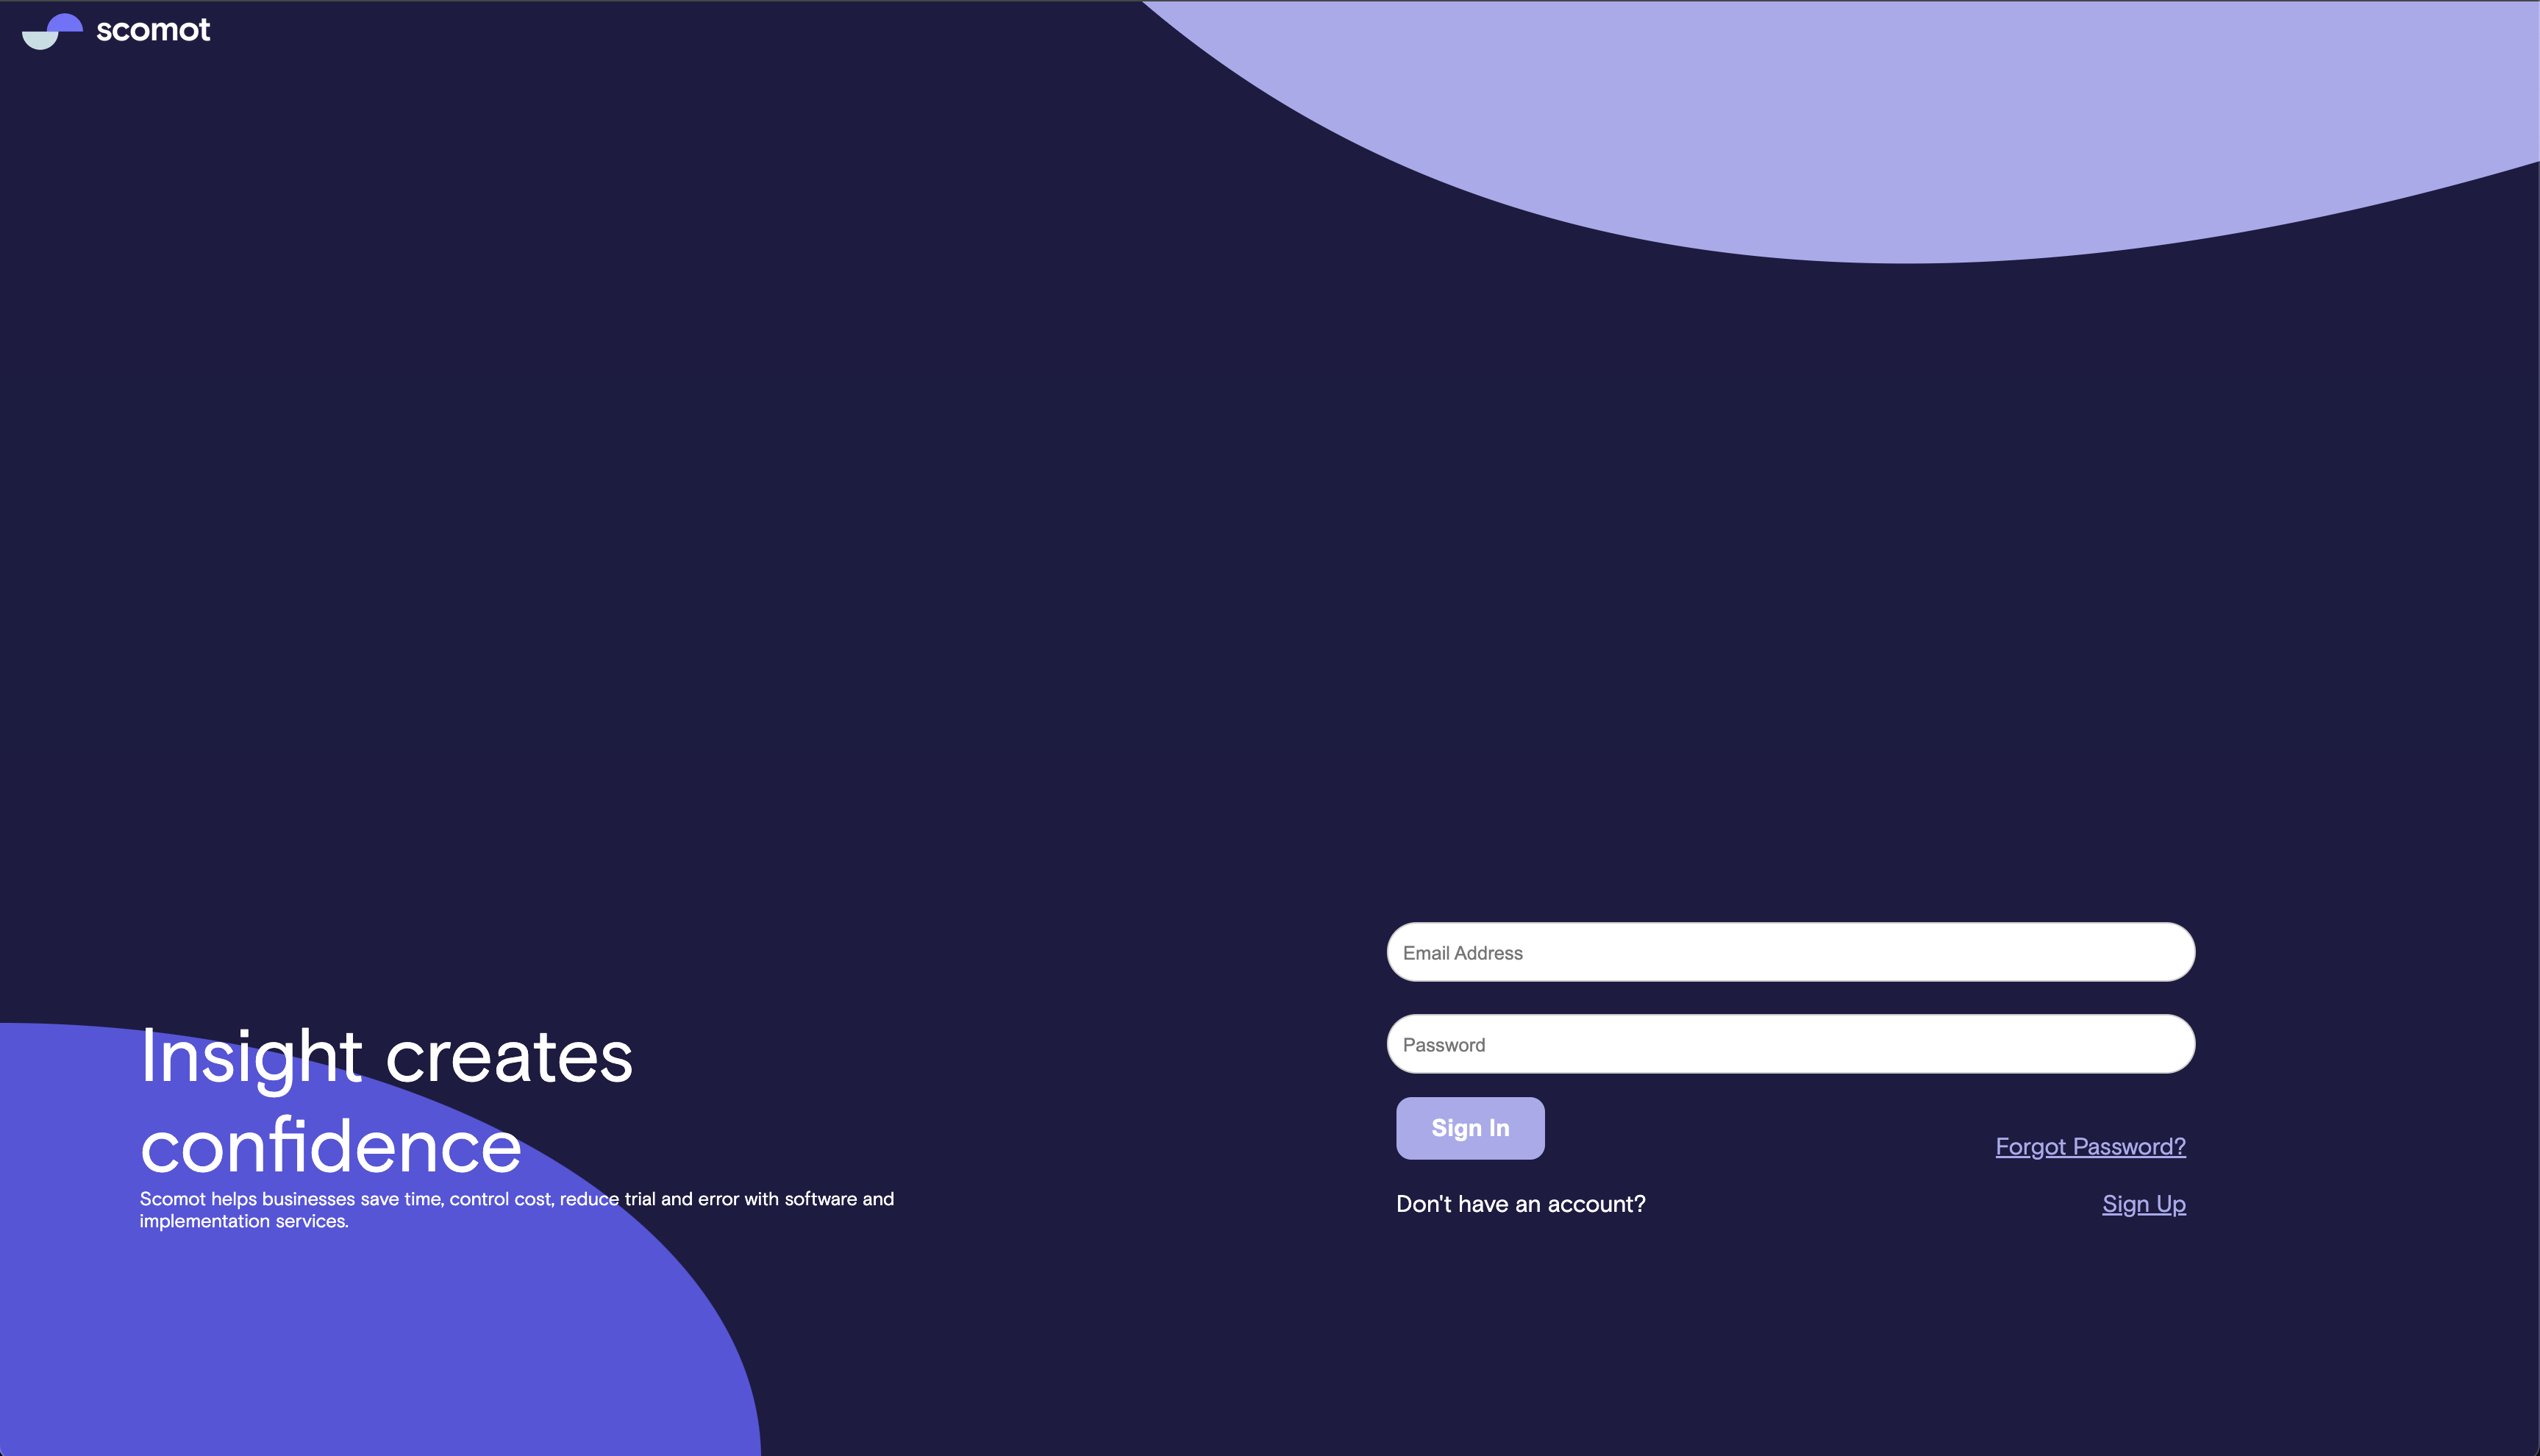 scomot
Insight creates
confidence
Scomot helps businesses save time, control cost, reduce trial and error with software and
implementation services.
Email Address
Password
Sign In
Forgot Password?
Don't have an account?
Sign Up